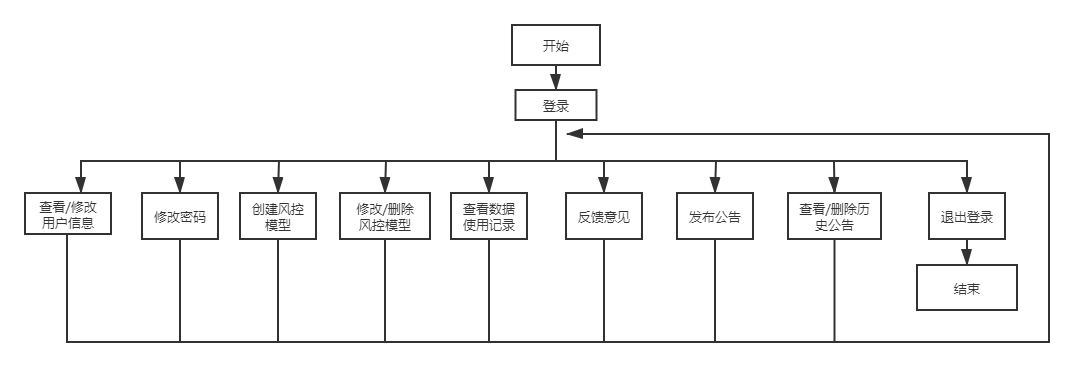 开始
登录
查看/修改
用户信息
修改密码
创建风控
模型
修改/删除
风控模型
查看数据
使用记录
反馈意见
发布公告
查看/删除历
史公告
退出登录
结束